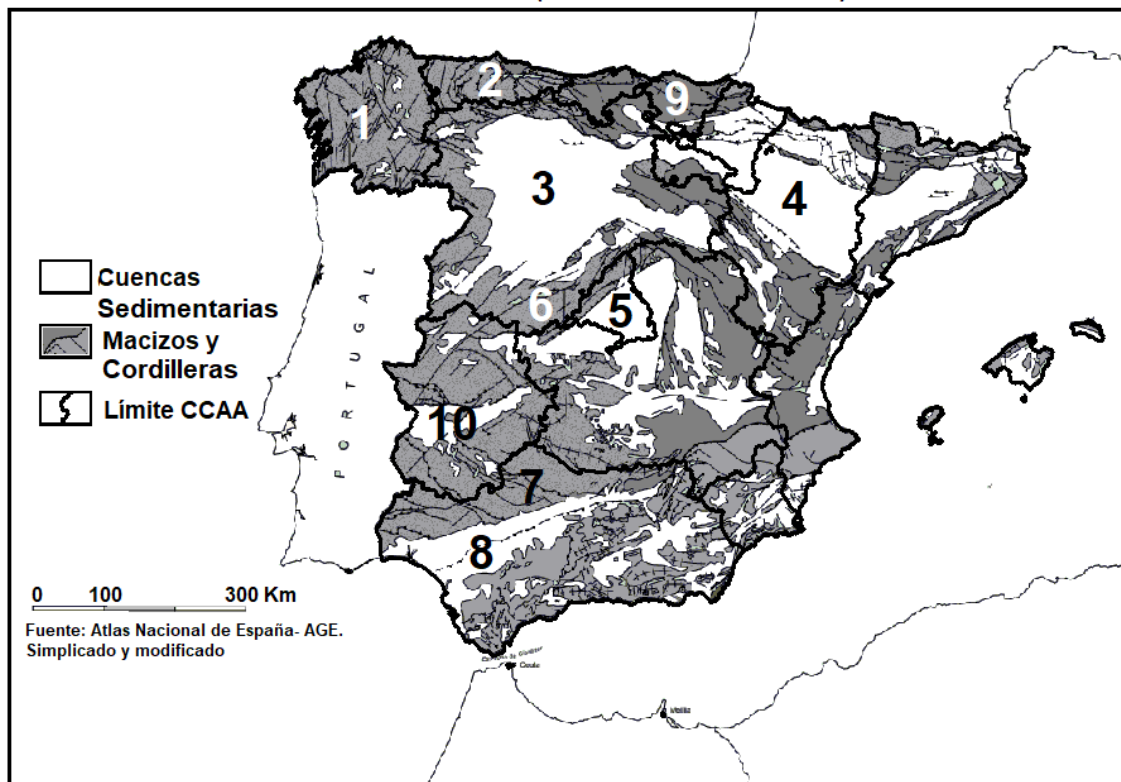 1
2
9
3
4
6
5
10
7
8
PORTUGAL
Cuencas
Sedimentarias
Macizos y
Cordilleras
Límite CCAA
0 100 300 Km
Fuente: Atlas Nacional de España- AGE.
Simplicado y modificado
Ceuta
Melilla